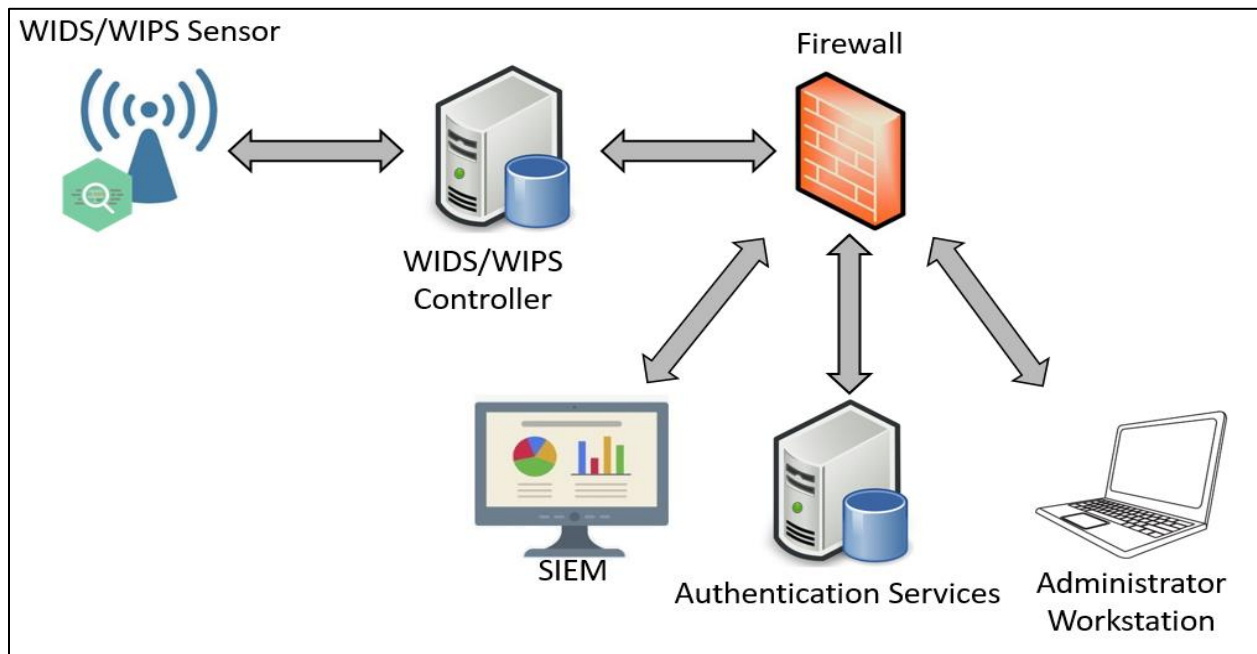 WIDS/WIPS Sensor
Firewall
WIDS/WIPS
Controller
SIEM
Authentication Services
Administrator
Workstation